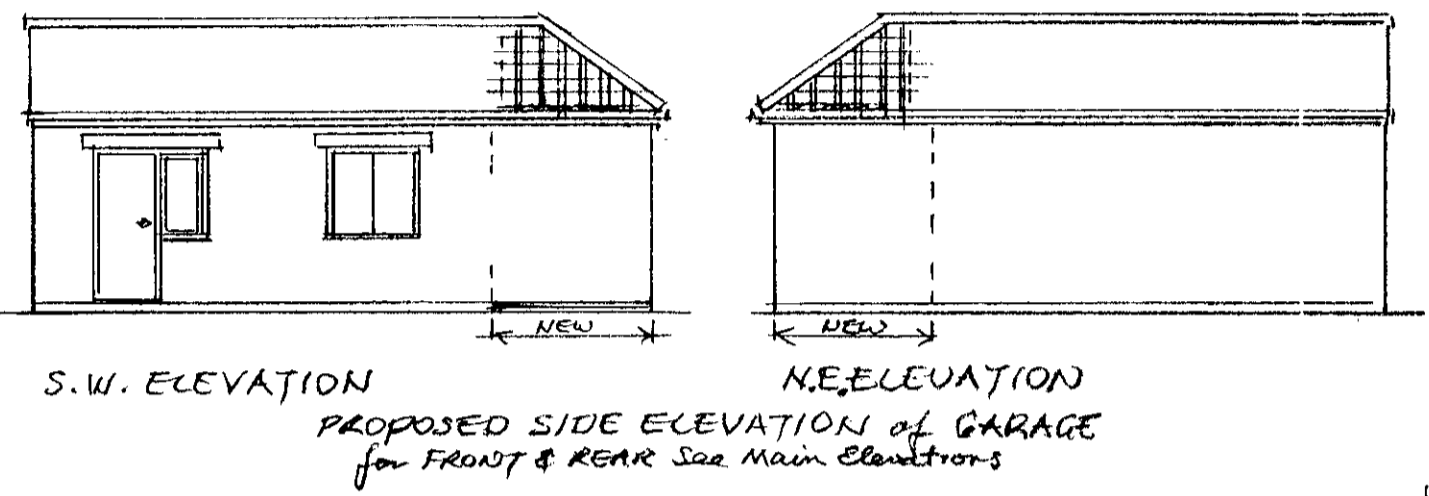 NEW
NEW
S.W. ELEVATION
N.E. ELEVATION
PROPOSED SIDE ELEVATION of GARAGE
for FRONT & REAR See Main Elevations